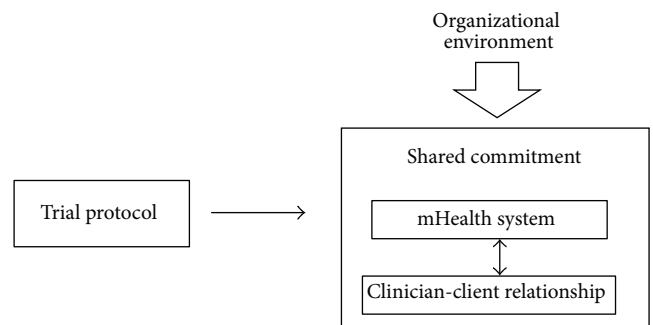 Organizational
environment
Shared commitment
Trial protocol
mHealth system
Clinician-client relationship